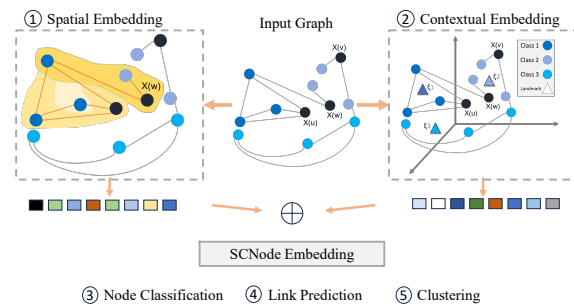 ① Spatial Embedding
Input Graph
② Contextual Embedding
X(v)
X(w)
X(u)
X(v)
X(w)
X(u)
X(v)
X(w)
X(u)
ξ1
ξ2
ξ3
Class 1
Class 2
Class 3
Landmark
SCNode Embedding
③ Node Classification ④ Link Prediction ⑤ Clustering